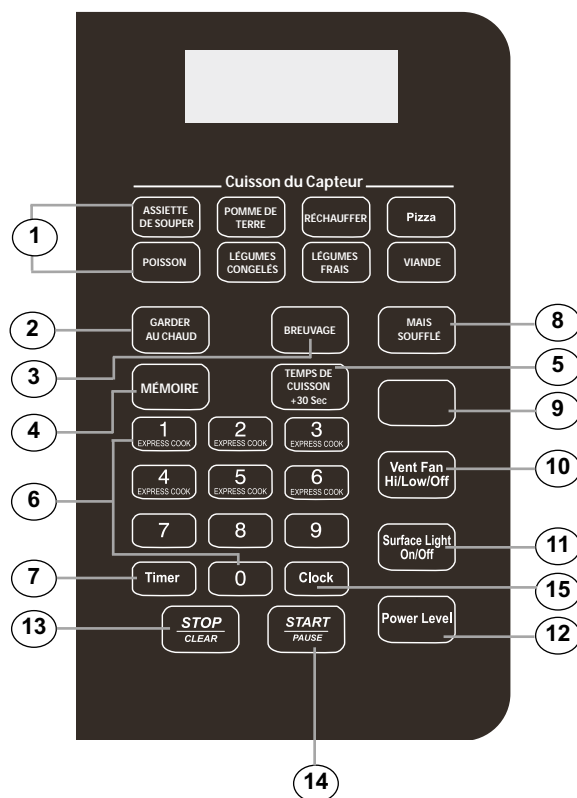 Cuisson du Capteur
ASSIETTE
DE SOUPER
POMME DE
TERRE
RÉCHAUFFER
Pizza
1
POISSON
LÉGUMES
CONGELÉS
LÉGUMES
FRAIS
VIANDE
2
GARDER
AU CHAUD
BREUVAGE
MAIS
SOUFFLÉ
8
3
5
MÉMOIRE
TEMPS DE
CUISSON
+30 Sec
4
9
1
EXPRESS COOK
2
EXPRESS COOK
3
EXPRESS COOK
Vent Fan
Hi/Low/Off
10
6
4
EXPRESS COOK
5
EXPRESS COOK
6
EXPRESS COOK
7
8
9
Surface Light
On/Off
11
7
Timer
0
Clock
15
13
STOP
CLEAR
START
PAUSE
Power Level
12
14